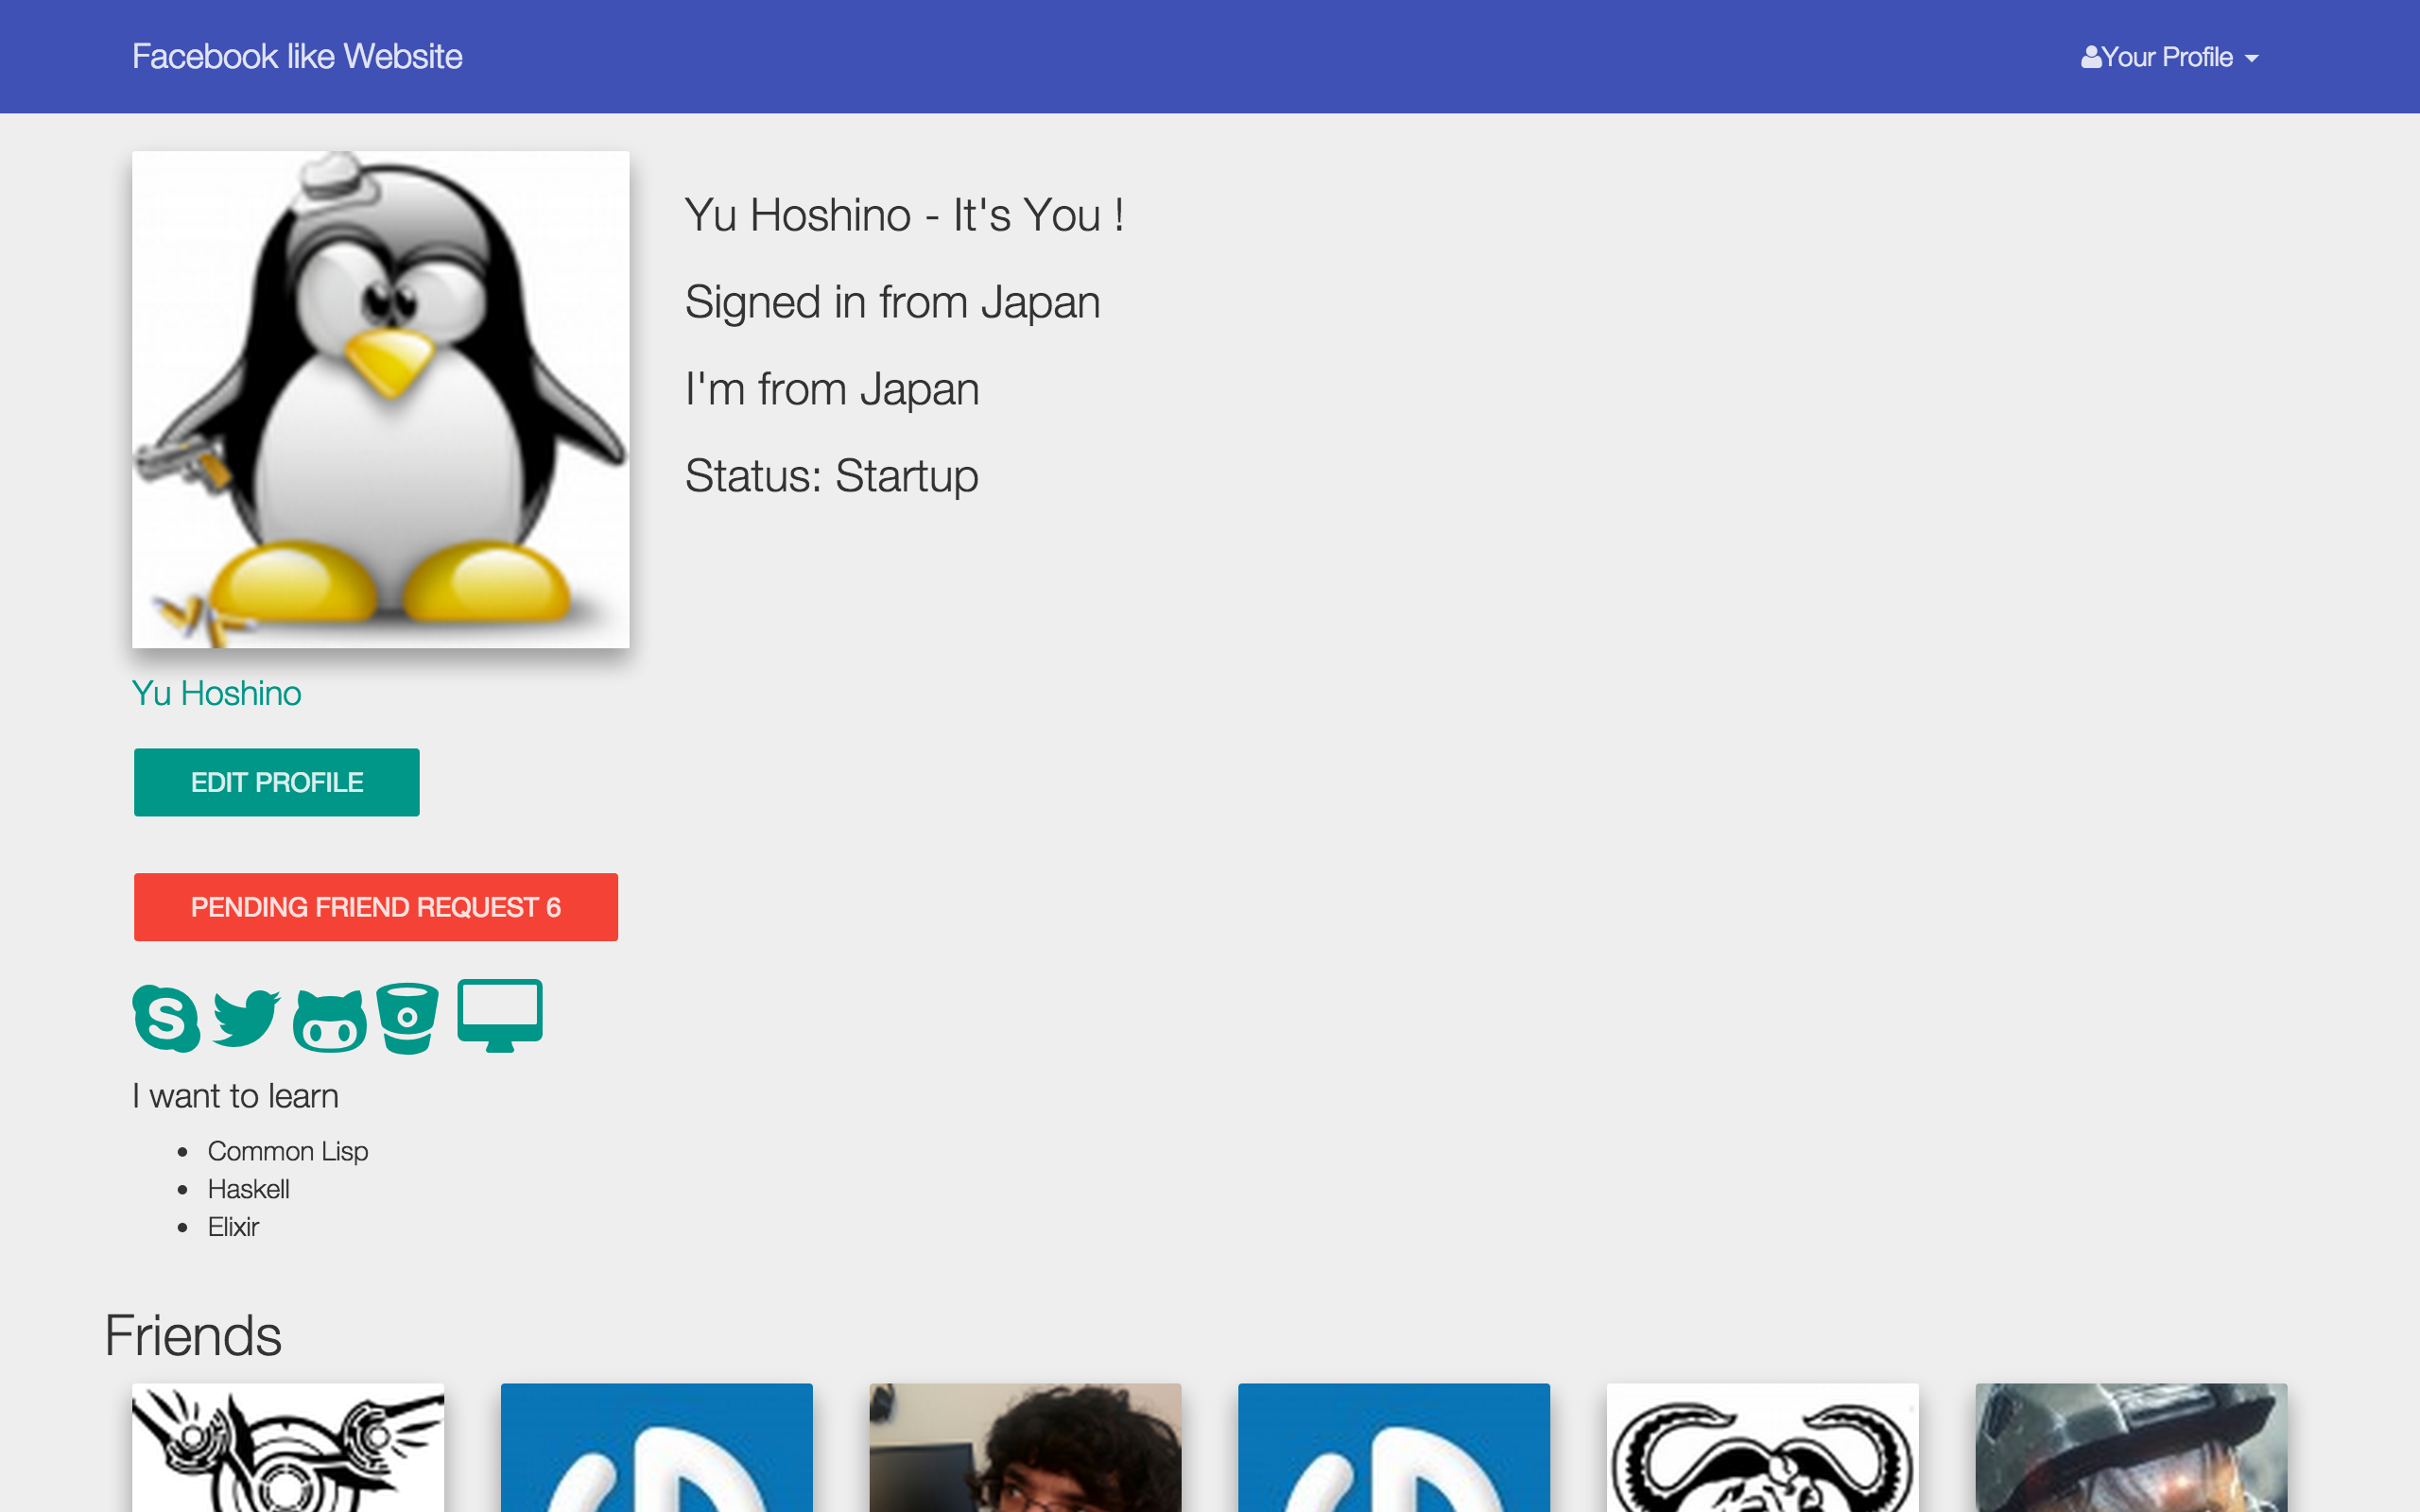 Facebook like Website
Your Profile
Yu Hoshino - It's You !
Signed in from Japan
I'm from Japan
Status: Startup
Yu Hoshino
EDIT PROFILE
PENDING FRIEND REQUEST 6
I want to learn
Common Lisp
Haskell
Elixir
Friends